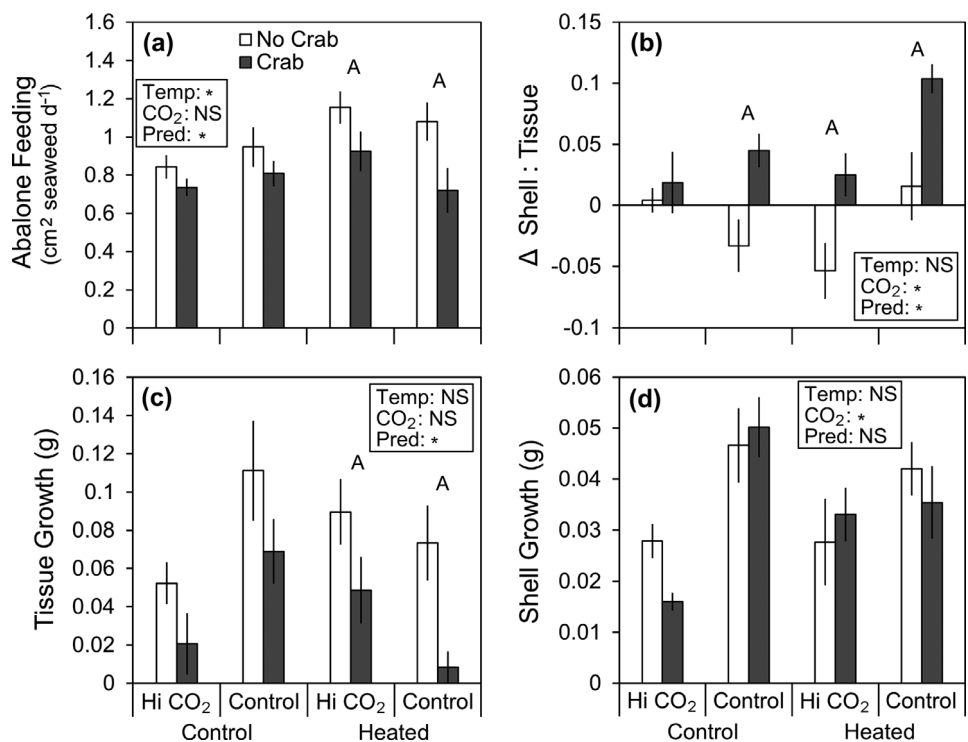 (a)
No Crab
Crab
Temp: *
CO2: NS
Pred: *
A
A
Abalone Feeding
(cm2 seaweed d-1)
1.6
1.4
1.2
1
0.8
0.6
0.4
0.2
0
(b)
A
A
A
Temp: NS
CO2: *
Pred: *
Δ Shell : Tissue
0.15
0.1
0.05
0
-0.05
-0.1
(c)
Temp: NS
CO2: NS
Pred: *
A
A
Tissue Growth (g)
0.16
0.14
0.12
0.1
0.08
0.06
0.04
0.02
0
Hi CO2 Control Hi CO2 Control
Control Heated
(d)
Temp: NS
CO2: *
Pred: NS
Shell Growth (g)
0.06
0.05
0.04
0.03
0.02
0.01
0
Hi CO2 Control Hi CO2 Control
Control Heated